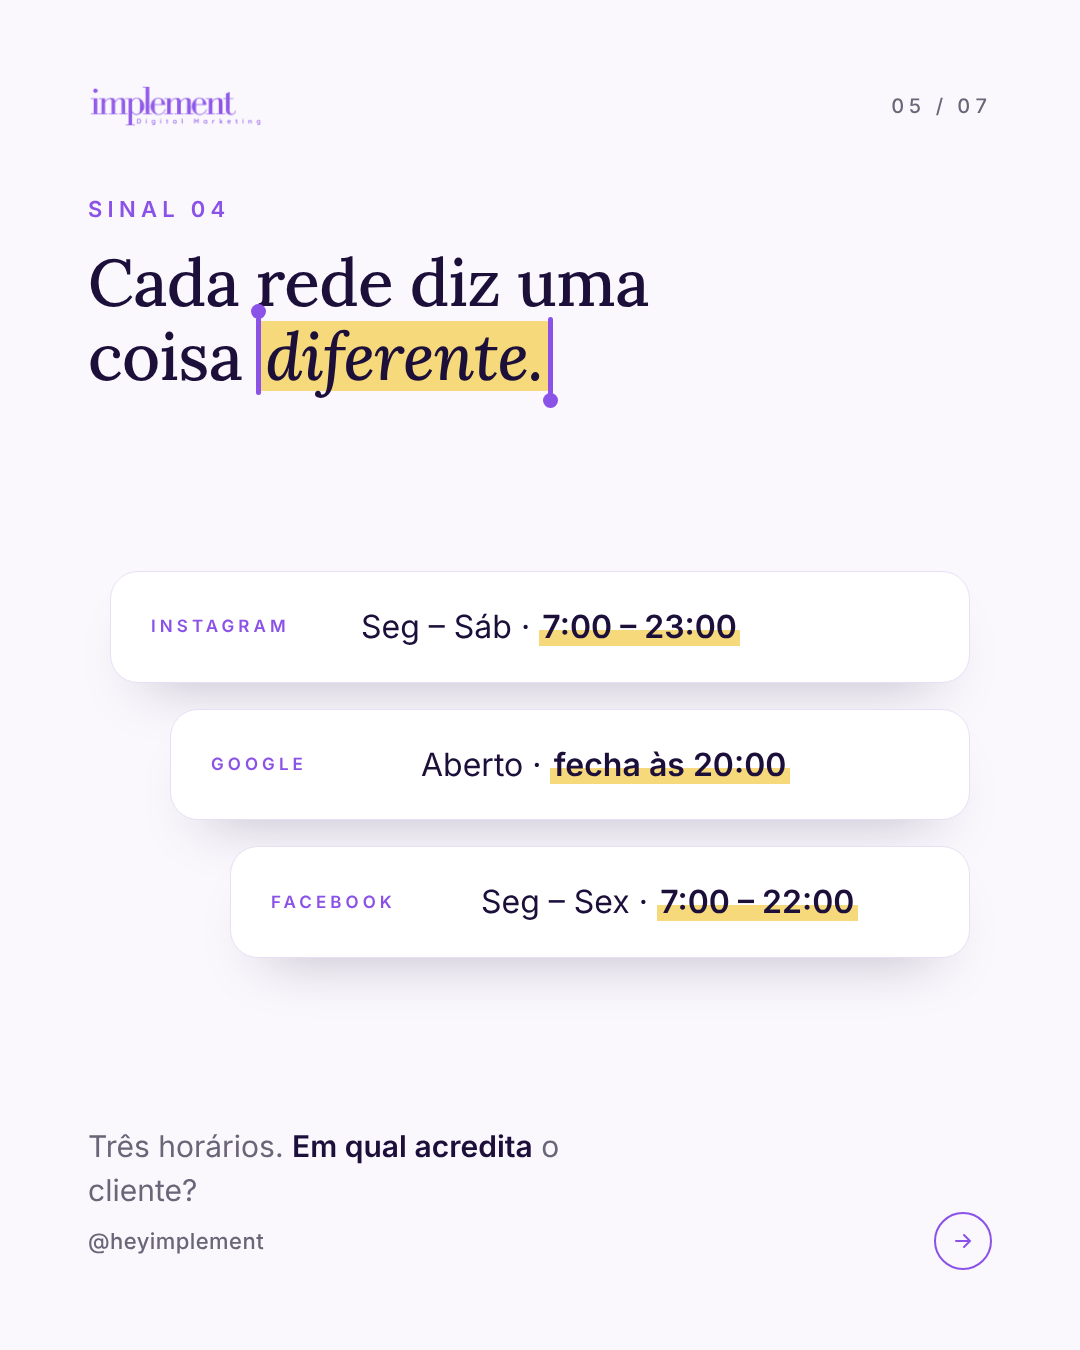 implement
Digital Marketing
05 / 07
SINAL 04
Cada rede diz uma
coisa diferente.
INSTAGRAM Seg – Sáb · 7:00 – 23:00
GOOGLE Aberto · fecha às 20:00
FACEBOOK Seg – Sex · 7:00 – 22:00
Três horários. Em qual acredita o
cliente?
@heyimplement